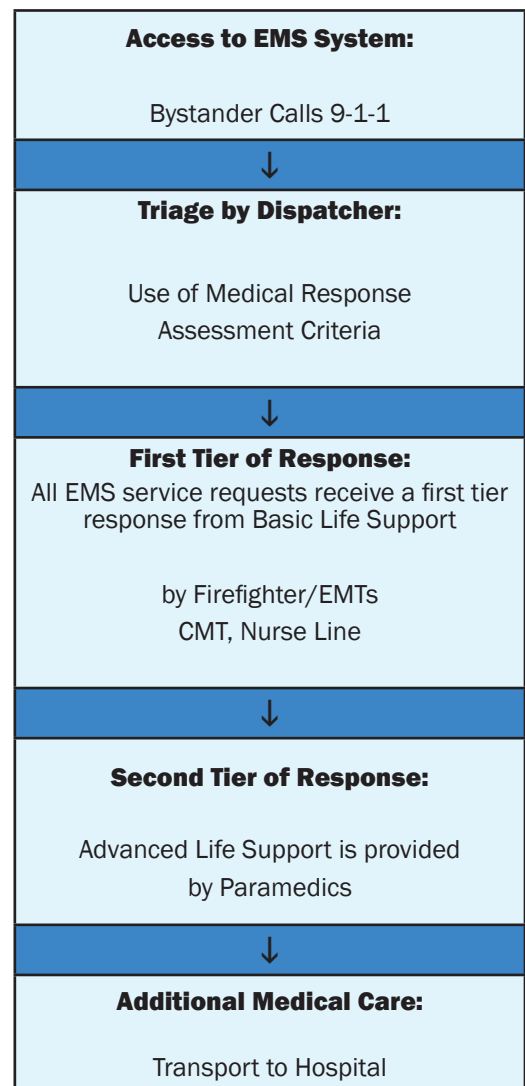 Access to EMS System:
Bystander Calls 9-1-1
↓
Triage by Dispatcher:
Use of Medical Response
Assessment Criteria
↓
First Tier of Response:
All EMS service requests receive a first tier
response from Basic Life Support
by Firefighter/EMTs
CMT, Nurse Line
↓
Second Tier of Response:
Advanced Life Support is provided
by Paramedics
↓
Additional Medical Care:
Transport to Hospital